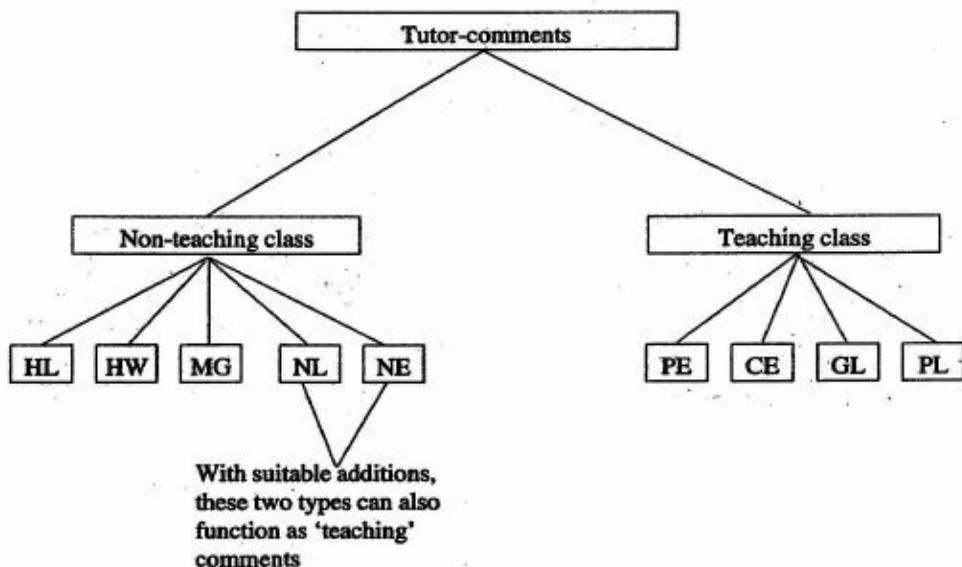 Tutor-comments
Non-teaching class
Teaching class
HL
HW
MG
NL
NE
PE
CE
GL
PL
With suitable additions,
these two types can also
function as ‘teaching’
comments